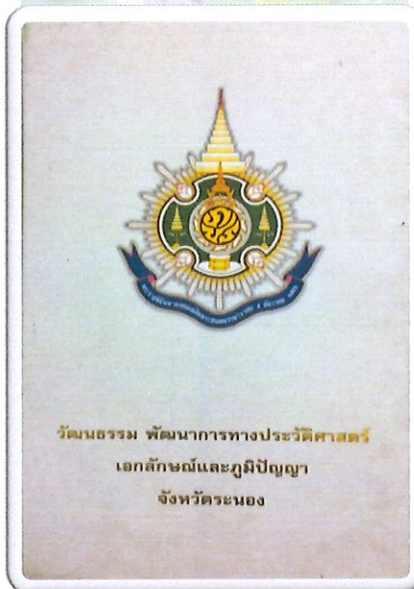 วัฒนธรรม พัฒนาการทางประวัติศาสตร์
เอกลักษณ์และภูมิปัญญา
จังหวัดระนอง